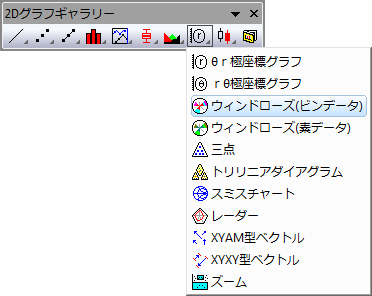 2Dグラフギャラリー
θr極座標グラフ
rθ極座標グラフ
ウィンドローズ(ビンデータ)
ウィンドローズ(素データ)
三点
トリリニアダイアグラム
スミスチャート
レーダー
XYAM型ベクトル
XYXY型ベクトル
ズーム